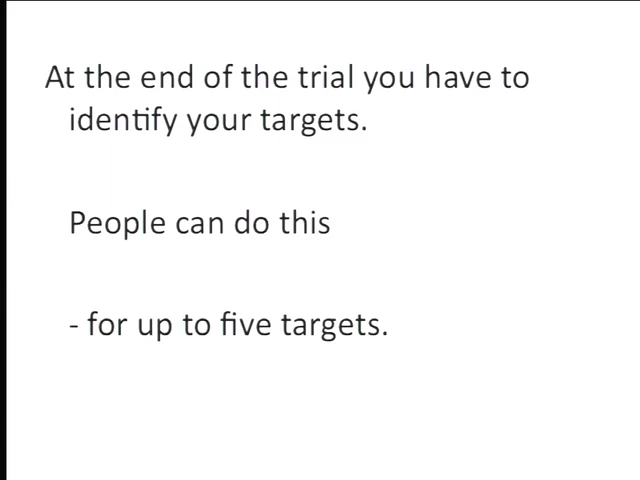 At the end of the trial you have to
identify your targets.
People can do this
- for up to five targets.